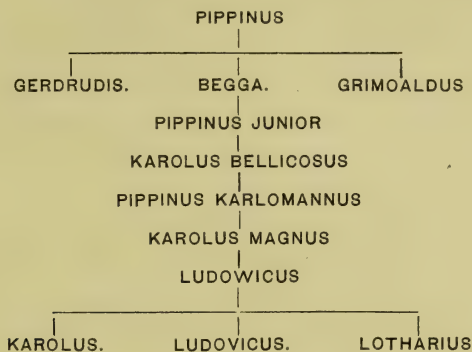 PIPPINUS
GERDRUDIS. BEGGA. GRIMOALDUS
PIPPINUS JUNIOR
KAROLUS BELLICOSUS
PIPPINUS KARLOMANNUS
KAROLUS MAGNUS
LUDOWICUS
KAROLUS. LUDOVICUS. LOTHARIUS